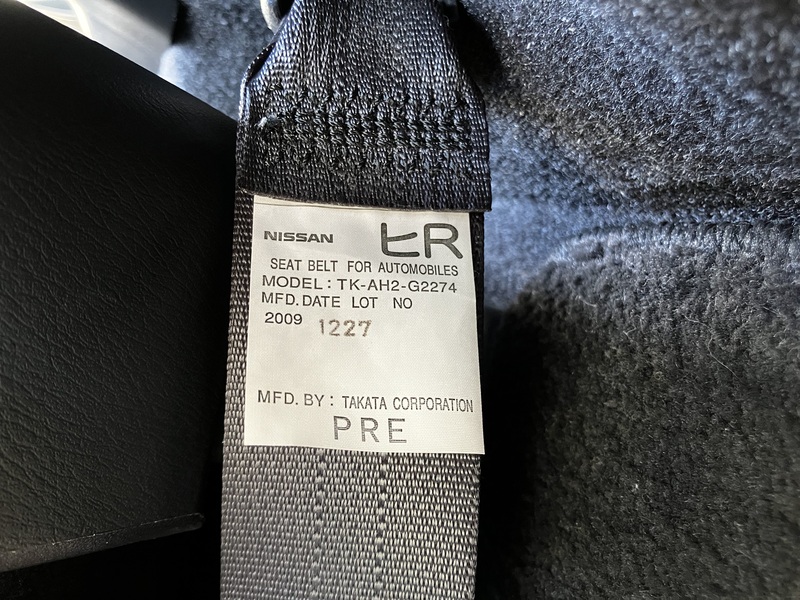 NISSAN ヒR
SEAT BELT FOR AUTOMOBILES
MODEL : TK-AH2-G2274
MFD. DATE LOT NO
2009 1227
MFD. BY : TAKATA CORPORATION
PRE